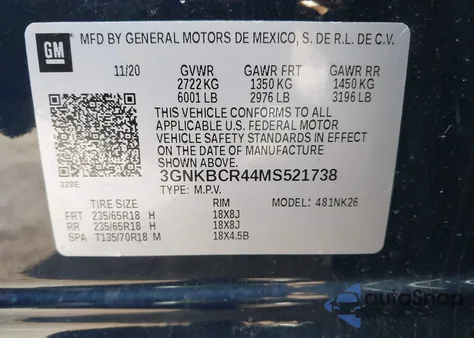 GM
MFD BY GENERAL MOTORS DE MEXICO, S. DE R.L. DE C.V.
11/20 GVWR GAWR FRT GAWR RR
2722 KG 1350 KG 1450 KG
6001 LB 2976 LB 3196 LB
THIS VEHICLE CONFORMS TO ALL
APPLICABLE U.S. FEDERAL MOTOR
VEHICLE SAFETY STANDARDS IN EFFECT ON
THE DATE OF MANUFACTURE SHOWN ABOVE.
3GNKBCR44MS521738
328E TYPE: M.P.V.
TIRE SIZE RIM MODEL: 481NK26
FRT 235/65R18 H 18X8J
RR 235/65R18 H 18X8J
SPA T135/70R18 M 18X4.5B
autoSnap